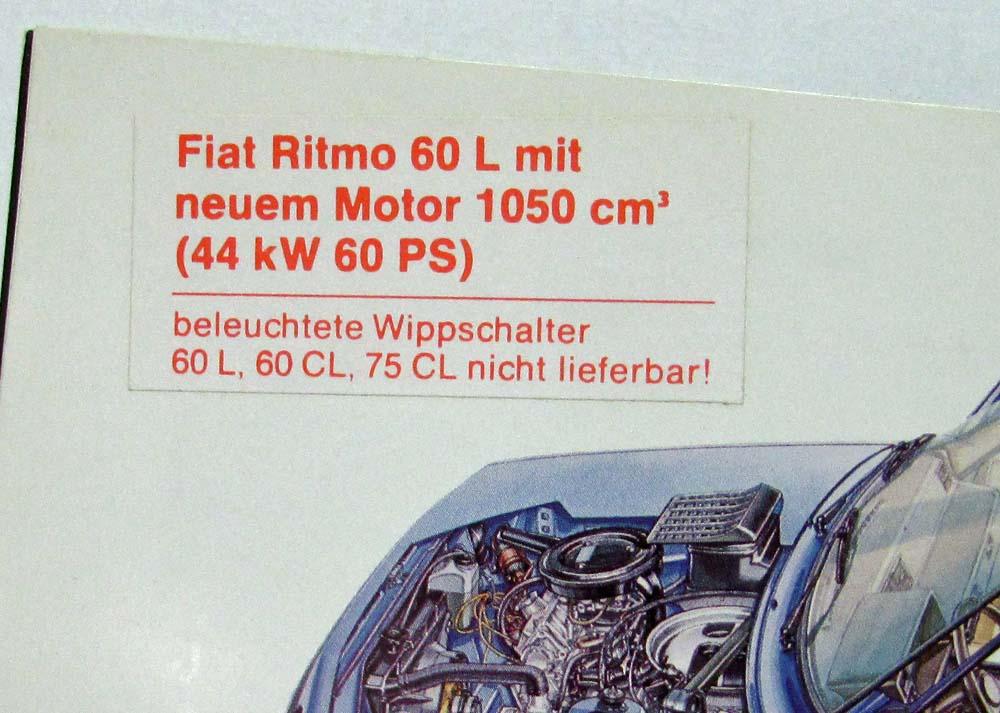 Fiat Ritmo 60 L mit
neuem Motor 1050 cm³
(44 kW 60 PS)
beleuchtete Wippschalter
60 L, 60 CL, 75 CL nicht lieferbar!